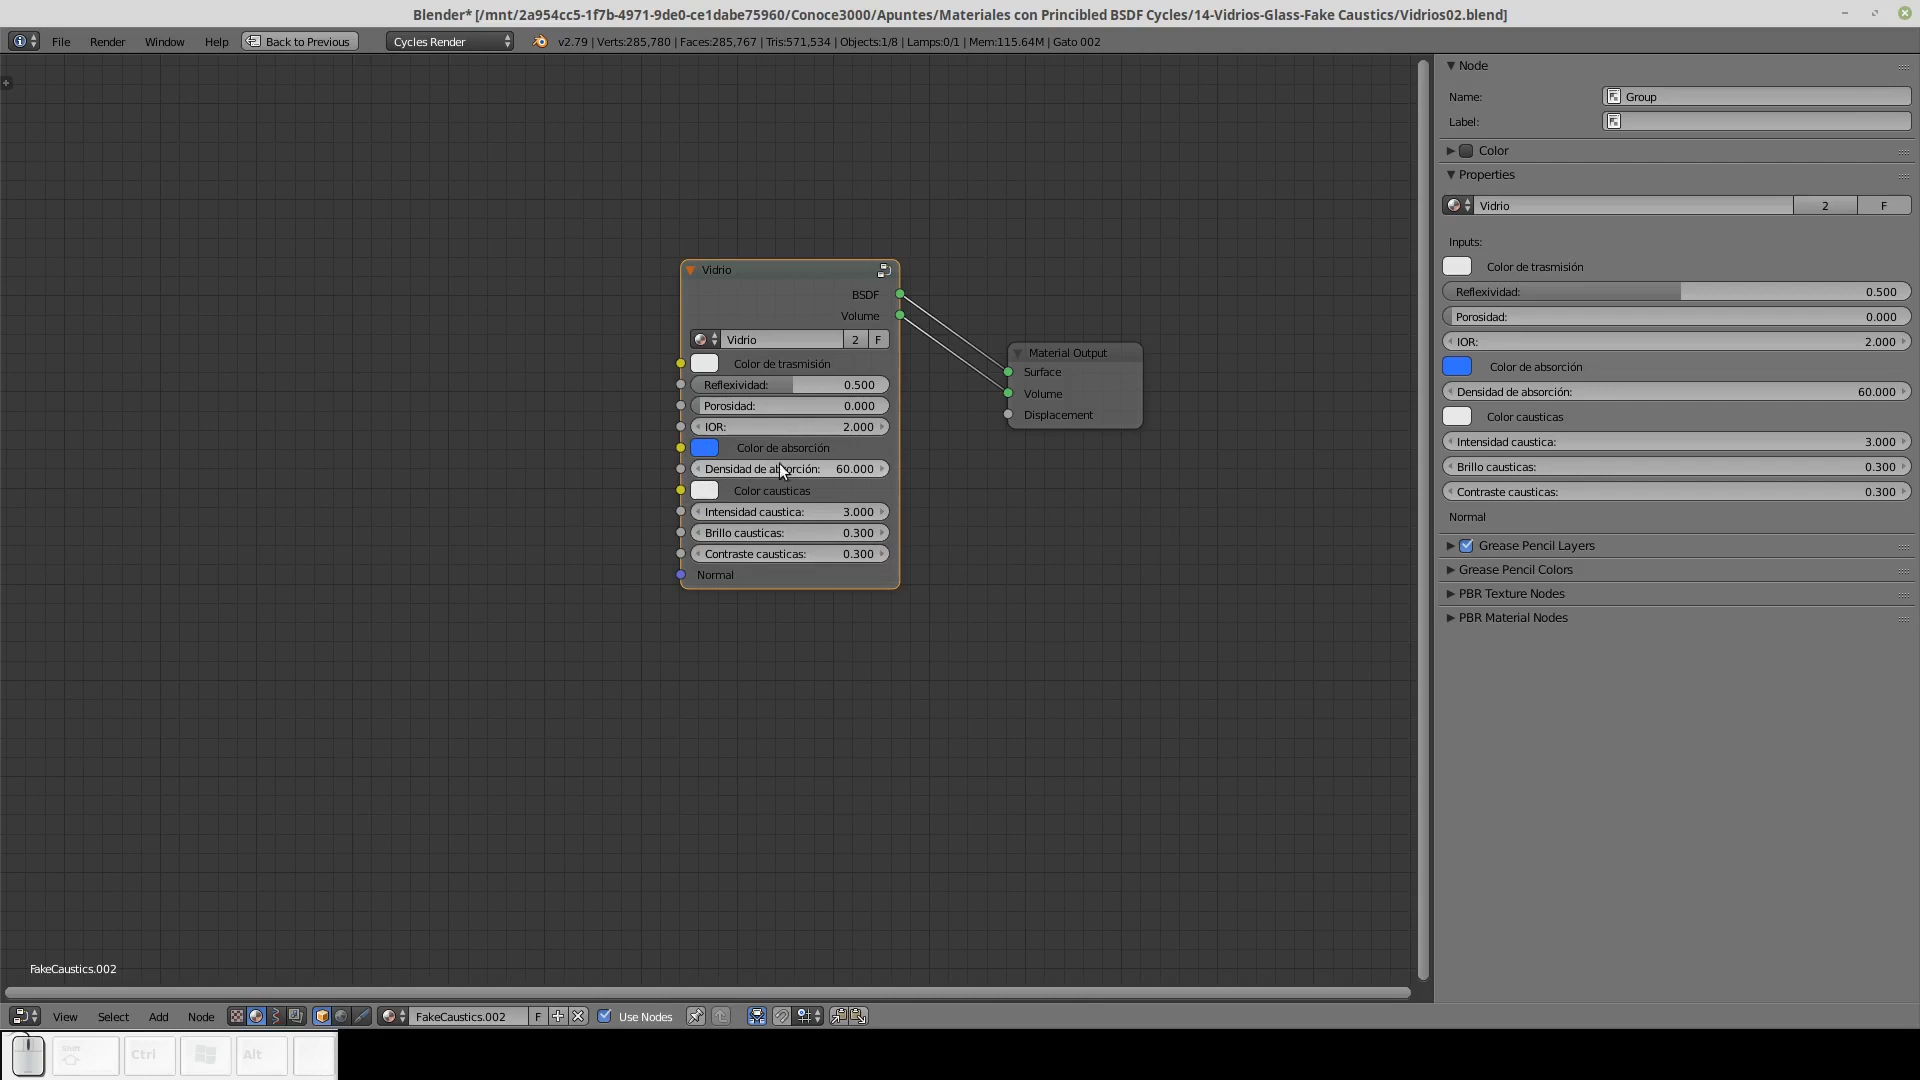 Blender* [/mnt/2a954cc5-1f7b-4971-9de0-ce1dabe75960/Conoce3000/Apuntes/Materiales con Princibled BSDF Cycles/14-Vidrios-Glass-Fake Caustics/Vidrios02.blend]
File Render Window Help Back to Previous Cycles Render v2.79 | Verts:285,780 | Faces:285,767 | Tris:571,534 | Objects:1/8 | Lamps:0/1 | Mem:115.64M | Gato 002
Vidrio
BSDF
Volume
Vidrio 2 F
Color de trasmisión
Reflexividad: 0.500
Porosidad: 0.000
IOR: 2.000
Color de absorción
Densidad de absorción: 60.000
Color causticas
Intensidad caustica: 3.000
Brillo causticas: 0.300
Contraste causticas: 0.300
Normal
Material Output
Surface
Volume
Displacement
Node
Name: Group
Label:
Color
Properties
Vidrio 2 F
Inputs:
Color de trasmisión
Reflexividad: 0.500
Porosidad: 0.000
IOR: 2.000
Color de absorción
Densidad de absorción: 60.000
Color causticas
Intensidad caustica: 3.000
Brillo causticas: 0.300
Contraste causticas: 0.300
Normal
Grease Pencil Layers
Grease Pencil Colors
PBR Texture Nodes
PBR Material Nodes
FakeCaustics.002
View Select Add Node FakeCaustics.002 F Use Nodes
Shift Ctrl Alt